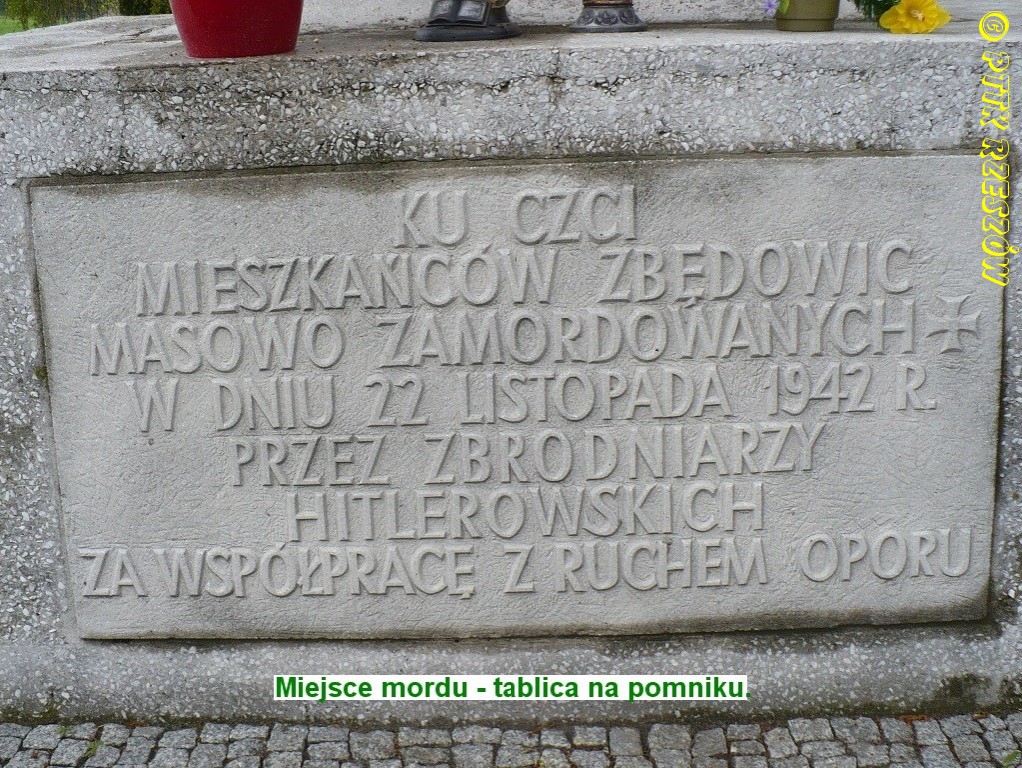 KU CZCI
MIESZKAŃCÓW ZBĘDOWIC
MASOWO ZAMORDOWANYCH
W DNIU 22 LISTOPADA 1942 R.
PRZEZ ZBRODNIARZY
HITLEROWSKICH
ZA WSPÓŁPRACĘ Z RUCHEM OPORU
Miejsce mordu - tablica na pomniku.
© PTTK RZESZÓW